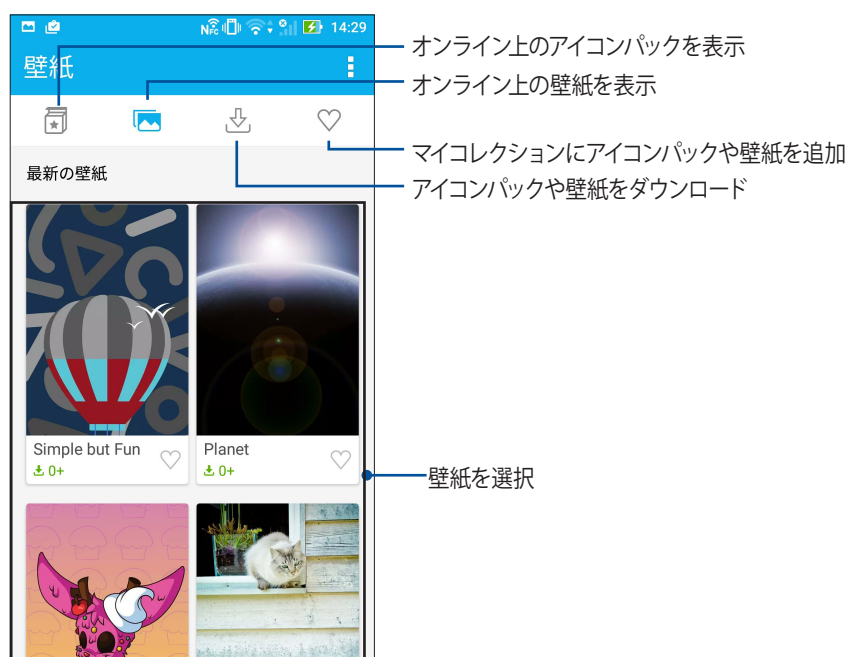 NFC 14:29
壁紙
最新の壁紙
Simple but Fun
0+
Planet
0+
オンライン上のアイコンパックを表示
オンライン上の壁紙を表示
マイコレクションにアイコンパックや壁紙を追加
アイコンパックや壁紙をダウンロード
壁紙を選択